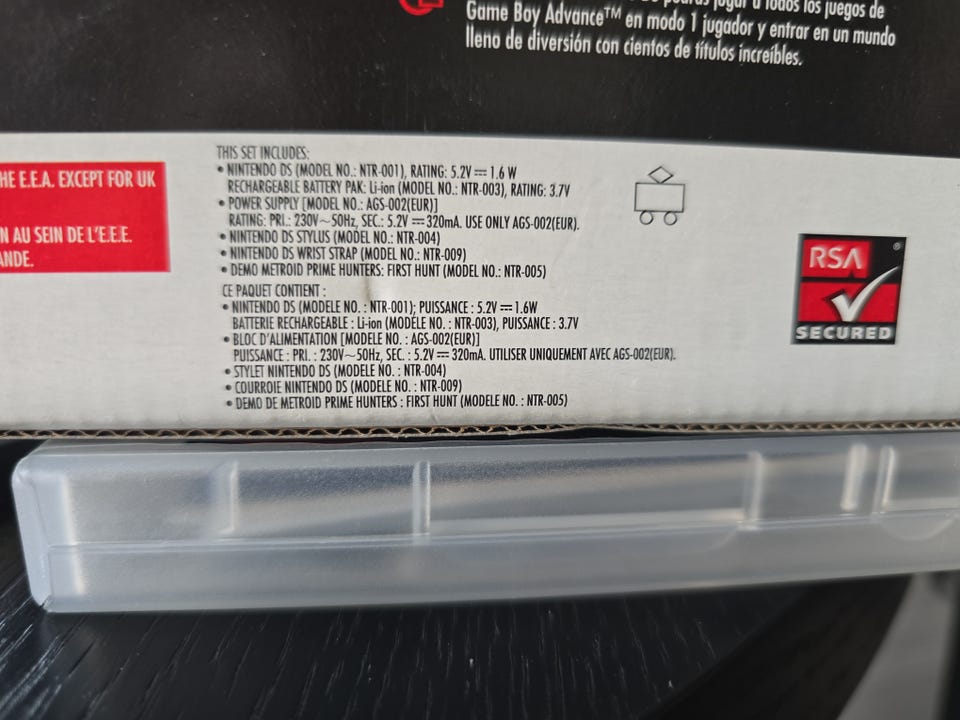 jugar a todos los juegos de
Game Boy Advance™ en modo 1 jugador y entrar en un mundo
lleno de diversión con cientos de títulos increíbles.
HE E.E.A. EXCEPT FOR UK
N AU SEIN DE L'E.E.E.
ANDE.
THIS SET INCLUDES:
• NINTENDO DS (MODEL NO.: NTR-001), RATING: 5.2V⎓1.6 W
RECHARGEABLE BATTERY PAK: Li-ion (MODEL NO.: NTR-003), RATING: 3.7V
• POWER SUPPLY [MODEL NO.: AGS-002(EUR)]
RATING: PRI.: 230V~50Hz, SEC.: 5.2V⎓320mA. USE ONLY AGS-002(EUR).
• NINTENDO DS STYLUS (MODEL NO.: NTR-004)
• NINTENDO DS WRIST STRAP (MODEL NO.: NTR-009)
• DEMO METROID PRIME HUNTERS: FIRST HUNT (MODEL NO.: NTR-005)
CE PAQUET CONTIENT :
• NINTENDO DS (MODELE NO. : NTR-001); PUISSANCE : 5.2V⎓1.6W
BATTERIE RECHARGEABLE : Li-ion (MODÈLE NO. : NTR-003), PUISSANCE : 3.7V
• BLOC D'ALIMENTATION [MODELE NO. : AGS-002(EUR)]
PUISSANCE : PRI. : 230V~50Hz, SEC. : 5.2V⎓320mA. UTILISER UNIQUEMENT AVEC AGS-002(EUR).
• STYLET NINTENDO DS (MODELE NO. : NTR-004)
• COURROIE NINTENDO DS (MODELE NO. : NTR-009)
• DEMO DE METROID PRIME HUNTERS : FIRST HUNT (MODELE NO. : NTR-005)
RSA ®
SECURED